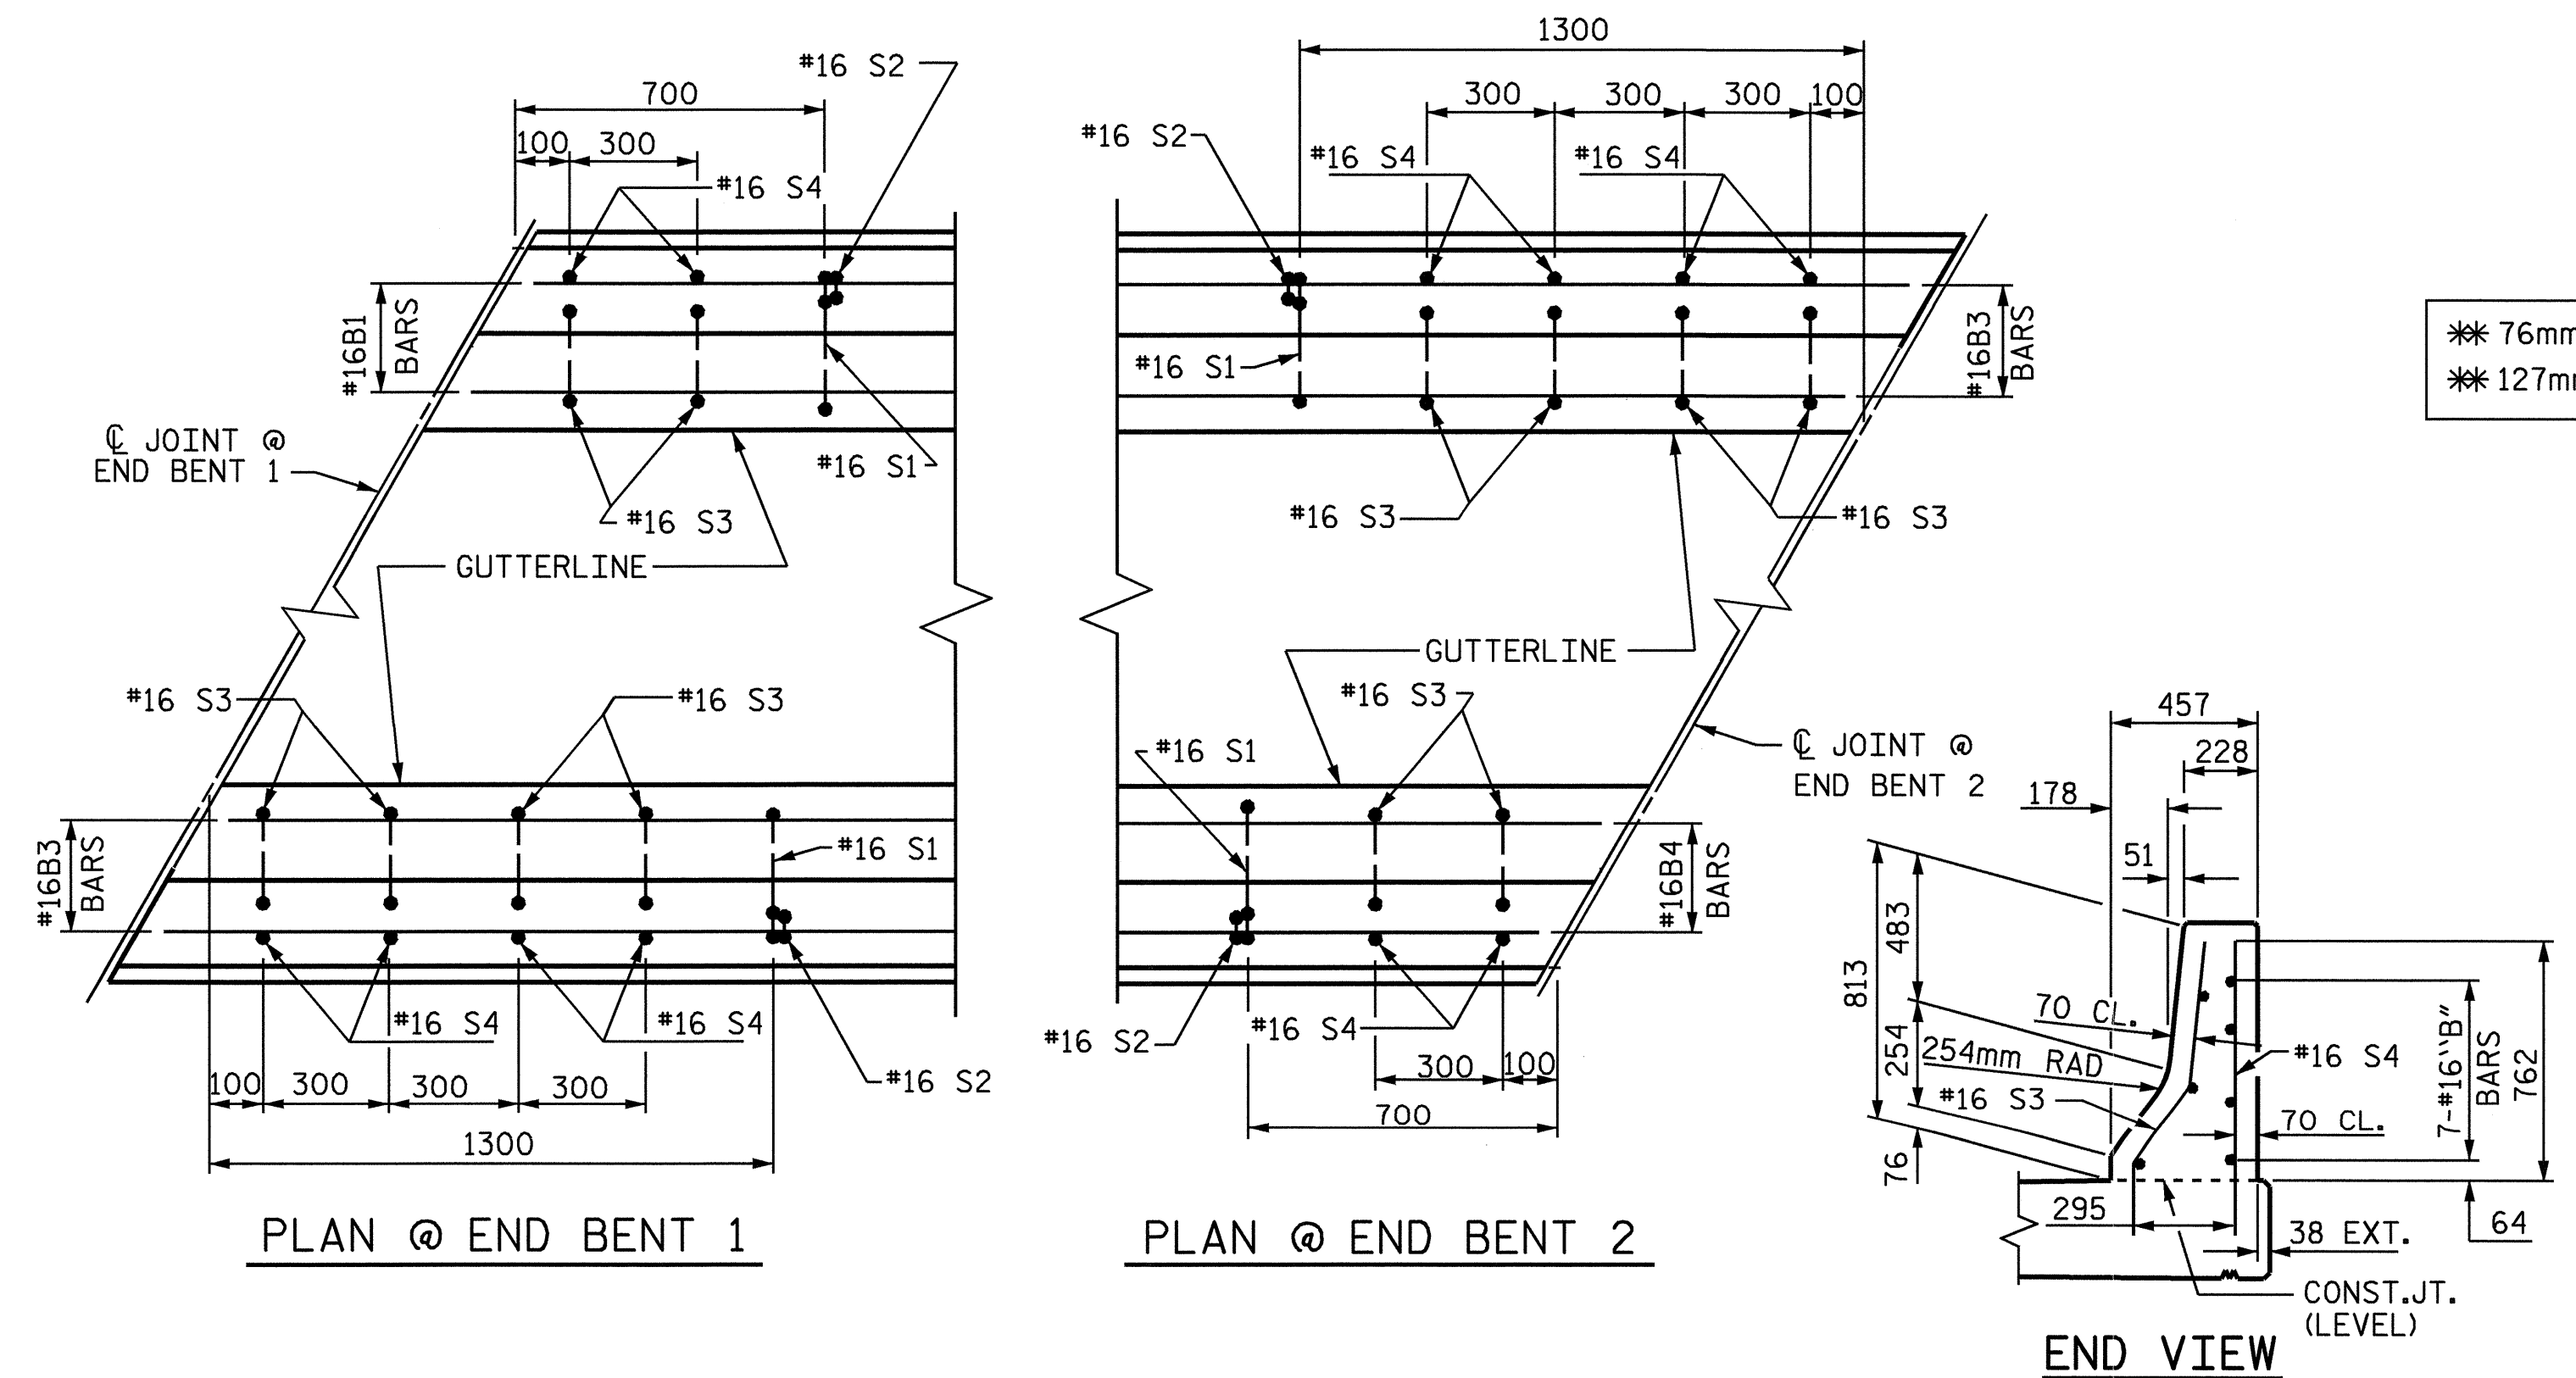 #16 S2
700
100 300
#16 S4
#16B1
BARS
℄ JOINT @
END BENT 1
#16 S1
#16 S3
GUTTERLINE
#16 S3
#16 S3
#16B3
BARS
#16 S1
#16 S4
#16 S4
#16 S2
100 300 300 300
1300
PLAN @ END BENT 1
1300
300 300 300 100
#16 S2
#16 S4
#16 S4
#16 S1
#16B3
BARS
#16 S3
#16 S3
GUTTERLINE
#16 S3
#16 S1
℄ JOINT @
END BENT 2
#16B4
BARS
#16 S2
#16 S4
300 100
700
PLAN @ END BENT 2
** 76mm
** 127mm
457
228
178
51
483
813
254
76
70 CL.
254mm RAD
#16 S3
#16 S4
7-#16"B"
BARS
762
70 CL.
295
64
38 EXT.
CONST.JT.
(LEVEL)
END VIEW